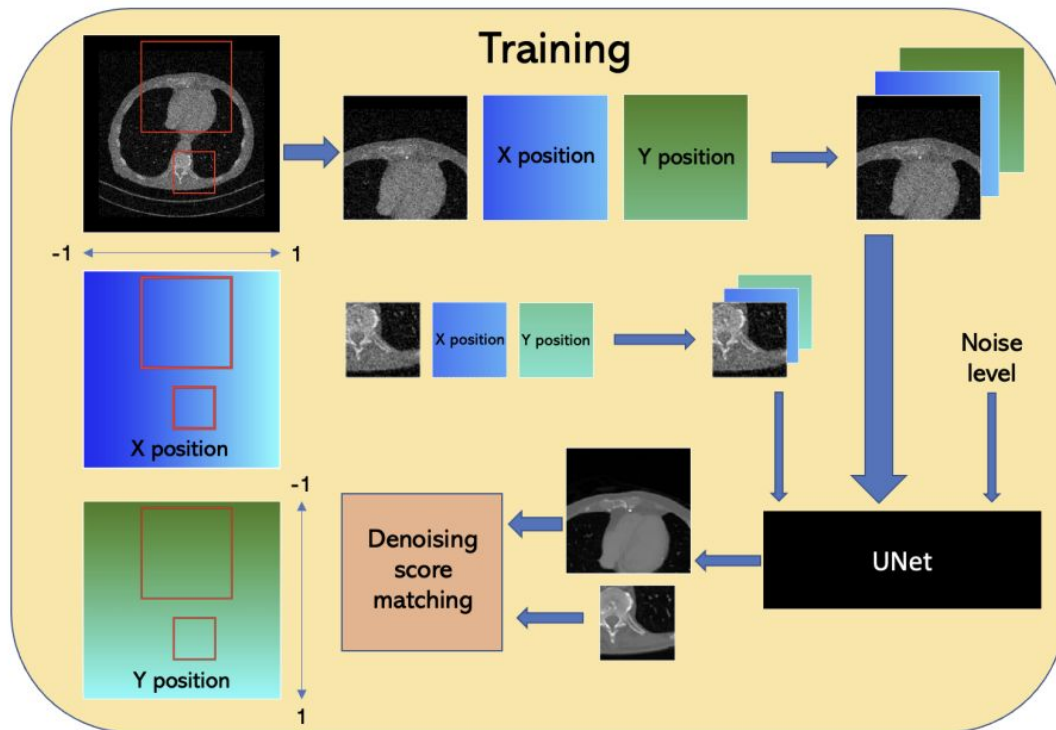 Training
X position
Y position
-1
1
X position
Y position
Noise
level
X position
-1
Denoising
score
matching
UNet
Y position
1